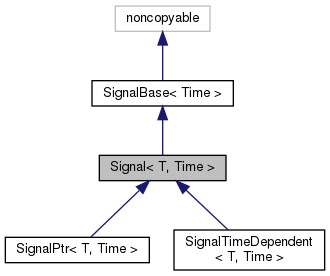 noncopyable
SignalBase< Time >
Signal< T, Time >
SignalPtr< T, Time >
SignalTimeDependent
< T, Time >